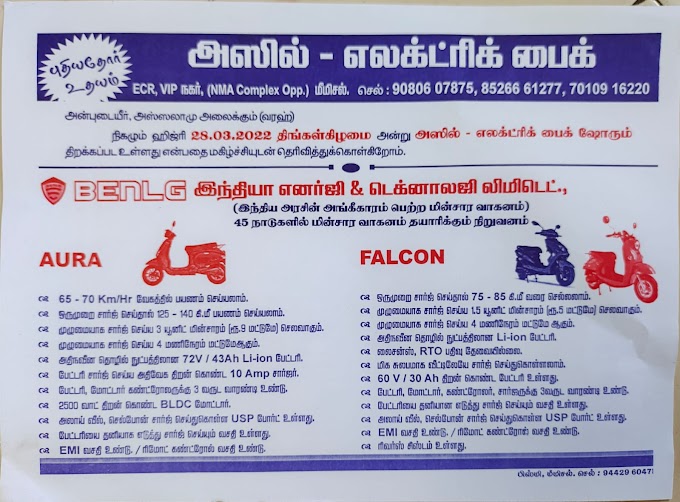 புதியதோர்
உதயம்
அஸில் - எலக்ட்ரிக் பைக்
ECR, VIP நகர், (NMA Complex Opp.) மீமிசல். செல் : 90806 07875, 85266 61277, 70109 16220
அன்புடையீர், அஸ்ஸலாமு அலைக்கும் (வரஹ்)
நிகழும் ஹிஜ்ரி 28.03.2022 திங்கள்கிழமை அன்று அஸில் - எலக்ட்ரிக் பைக் ஷோரும்
திறக்கப்பட உள்ளது என்பதை மகிழ்ச்சியுடன் தெரிவித்துக்கொள்கிறோம்.
BENLG இந்தியா எனர்ஜி & டெக்னாலஜி லிமிடெட்.,
(இந்திய அரசின் அங்கீகாரம் பெற்ற மின்சார வாகனம்)
45 நாடுகளில் மின்சார வாகனம் தயாரிக்கும் நிறுவனம்
AURA
65 - 70 Km/Hr வேகத்தில் பயணம் செய்யலாம்.
ஒருமுறை சார்ஜ் செய்தால் 125 - 140 கி.மீ பயணம் செய்யலாம்.
முழுமையாக சார்ஜ் செய்ய 3 யூனிட் மின்சாரம் (ரூ.9 மட்டுமே) செலவாகும்.
முழுமையாக சார்ஜ் செய்ய 4 மணிநேரம் மட்டுமேஆகும்.
அதிநவீன தொழில் நுட்பத்திலான 72V / 43Ah Li-ion பேட்டரி.
பேட்டரி சார்ஜ் செய்ய அதிவேக திறன் கொண்ட 10 Amp சார்ஜர்.
பேட்டரி, மோட்டார் கண்ட்ரோலருக்கு 3 வருட வாரண்டி உண்டு.
2500 வாட் திறன் கொண்ட BLDC மோட்டார்.
அலாய் வீல், செல்போன் சார்ஜ் செய்துகொள்ள USP போர்ட் உள்ளது.
பேட்டரியை தனியாக எடுத்து சார்ஜ் செய்யும் வசதி உள்ளது.
EMI வசதி உண்டு. / ரிமோட் கண்ட்ரோல் வசதி உண்டு.
FALCON
ஒருமுறை சார்ஜ் செய்தால் 75 - 85 கி.மீ வரை செல்லலாம்.
முழுமையாக சார்ஜ் செய்ய 1.5 யூனிட் மின்சாரம் (ரூ.5 மட்டுமே) செலவாகும்.
முழுமையாக சார்ஜ் செய்ய 4 மணிநேரம் மட்டுமே ஆகும்.
அதிநவீன தொழில் நுட்பத்திலான Li-ion பேட்டரி.
லைசன்ஸ், RTO பதிவு தேவையில்லை.
மிக சுலபமாக வீட்டிலேயே சார்ஜ் செய்துகொள்ளலாம்.
60 V / 30 Ah திறன் கொண்ட பேட்டரி உள்ளது.
பேட்டரி, மோட்டார், கண்ட்ரோலர், சார்ஜருக்கு 3வருட வாரண்டி உண்டு.
பேட்டரியை தனியான எடுத்து சார்ஜ் செய்யும் வசதி உள்ளது.
அலாய் வீல், செல்போன் சார்ஜ் செய்துகொள்ள USP போர்ட் உள்ளது.
EMI வசதி உண்டு. / ரிமோட் கண்ட்ரோல் வசதி உள்ளது.
ரிவர்ஸ் சிஸ்டம் உள்ளது.
பிஸ்மி, மீமிசல். செல் : 94429 6047